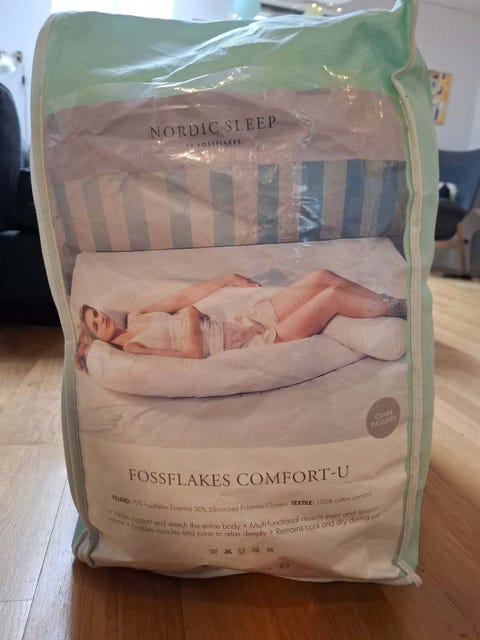 NORDIC SLEEP
BY FOSSFLAKES
COVER
INCLUDED
FOSSFLAKES COMFORT-U
FILLING: 70% Fossflakes Essential 30% Siliconized Polyester Clusters TEXTILE: 100% cotton cambric
• Helps support and stretch the entire body • Multi-functional muscle pain and tension
• Enables muscles and joints to relax deeply • Remains cool and dry during use